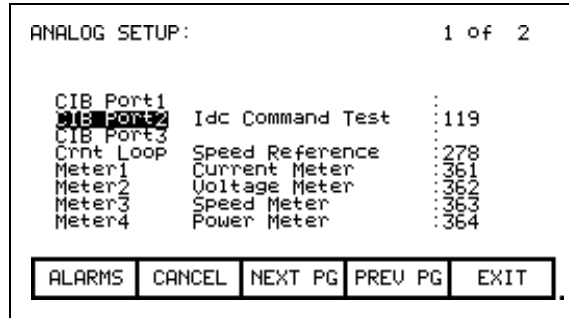 ANALOG SETUP: 1 of 2
CIB Port1 :
CIB Port2 Idc Command Test :119
CIB Port3 :
Crnt Loop Speed Reference :278
Meter1 Current Meter :361
Meter2 Voltage Meter :362
Meter3 Speed Meter :363
Meter4 Power Meter :364
ALARMS CANCEL NEXT PG PREV PG EXIT
.